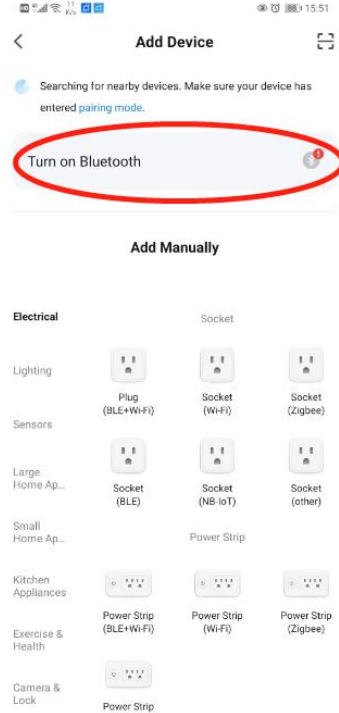 HD 4G 11 K/s 15:51
Add Device
Searching for nearby devices. Make sure your device has
entered pairing mode.
Turn on Bluetooth
Add Manually
Electrical
Socket
Lighting
Plug
(BLE+Wi-Fi)
Socket
(Wi-Fi)
Socket
(Zigbee)
Sensors
Large
Home Ap...
Socket
(BLE)
Socket
(NB-IoT)
Socket
(other)
Small
Home Ap...
Power Strip
Kitchen
Appliances
Power Strip
(BLE+Wi-Fi)
Power Strip
(Wi-Fi)
Power Strip
(Zigbee)
Exercise &
Health
Camera &
Lock
Power Strip